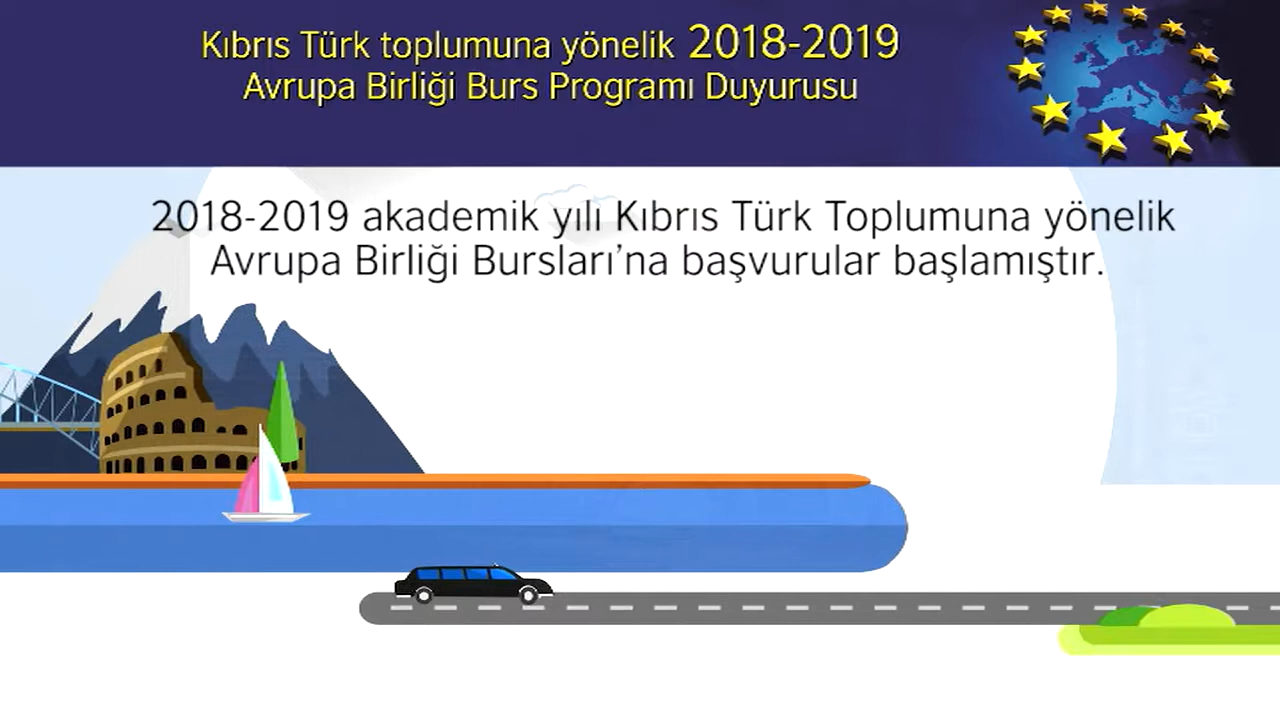 Kıbrıs Türk toplumuna yönelik 2018-2019
Avrupa Birliği Burs Programı Duyurusu
2018-2019 akademik yılı Kıbrıs Türk Toplumuna yönelik
Avrupa Birliği Bursları’na başvurular başlamıştır.